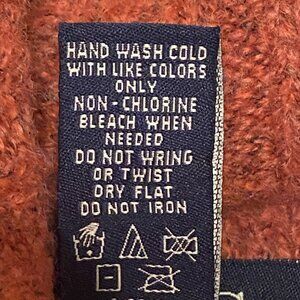 HAND WASH COLD
WITH LIKE COLORS
ONLY
NON - CHLORINE
BLEACH WHEN
NEEDED
DO NOT WRING
OR TWIST
DRY FLAT
DO NOT IRON